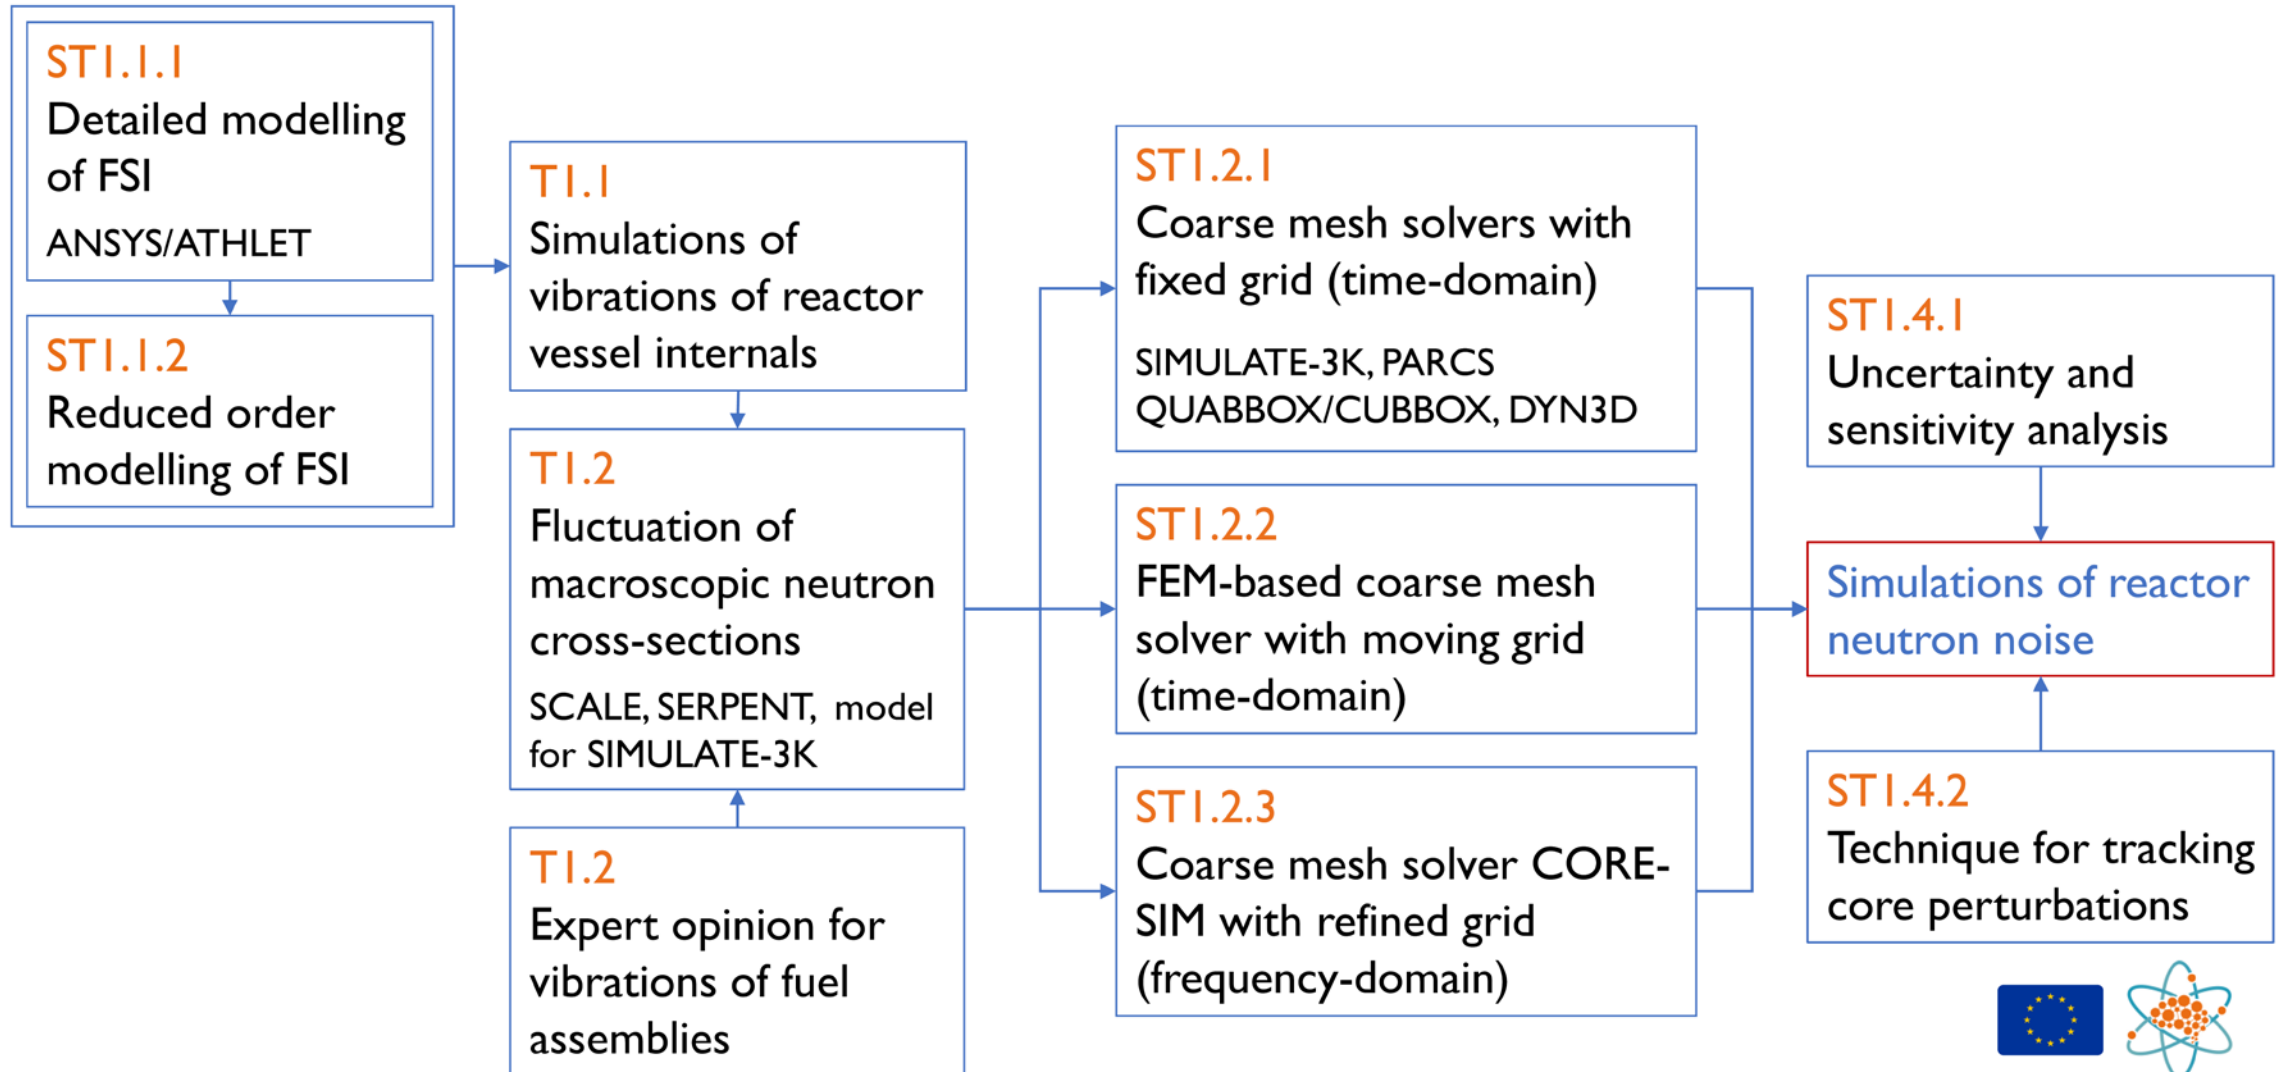 ST1.1.1
Detailed modelling
of FSI
ANSYS/ATHLET
ST1.1.2
Reduced order
modelling of FSI
T1.1
Simulations of
vibrations of reactor
vessel internals
T1.2
Fluctuation of
macroscopic neutron
cross-sections
SCALE, SERPENT, model
for SIMULATE-3K
T1.2
Expert opinion for
vibrations of fuel
assemblies
ST1.2.1
Coarse mesh solvers with
fixed grid (time-domain)
SIMULATE-3K, PARCS
QUABBOX/CUBBOX, DYN3D
ST1.2.2
FEM-based coarse mesh
solver with moving grid
(time-domain)
ST1.2.3
Coarse mesh solver CORE-
SIM with refined grid
(frequency-domain)
ST1.4.1
Uncertainty and
sensitivity analysis
Simulations of reactor
neutron noise
ST1.4.2
Technique for tracking
core perturbations